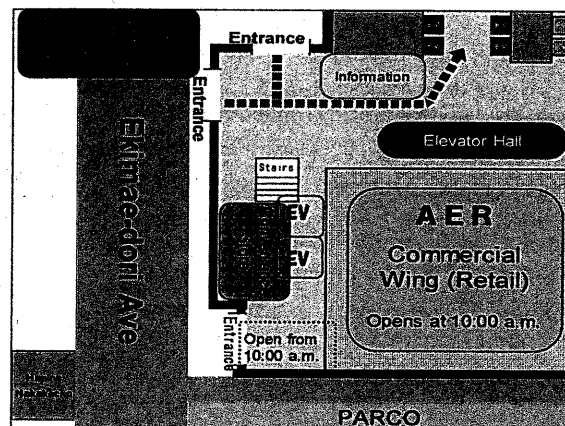 Entrance
Information
Entrance
Elevator Hall
Stairs
EV
EV
AER
Commercial
Wing (Retail)
Opens at 10:00 a.m.
Ekimae-dori Ave
Entrance
Open from
10:00 a.m.
PARCO